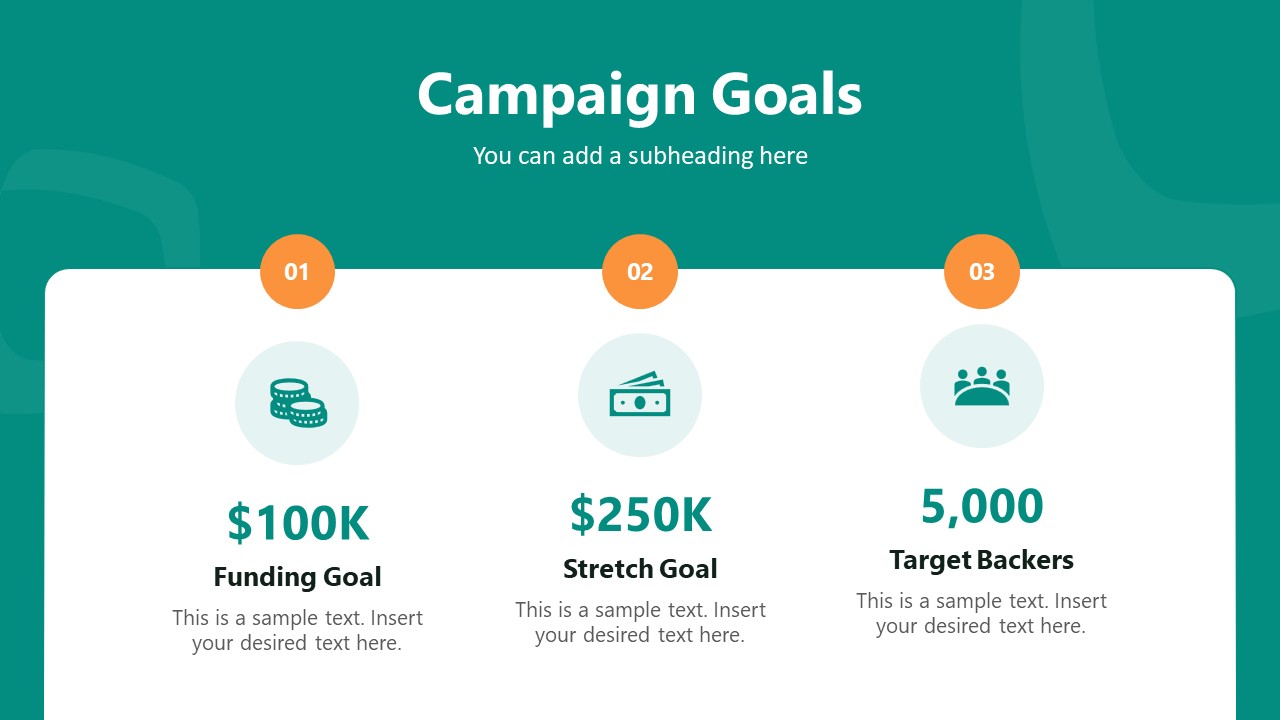 Campaign Goals
You can add a subheading here
01
02
03
$100K
Funding Goal
This is a sample text. Insert
your desired text here.
$250K
Stretch Goal
This is a sample text. Insert
your desired text here.
5,000
Target Backers
This is a sample text. Insert
your desired text here.